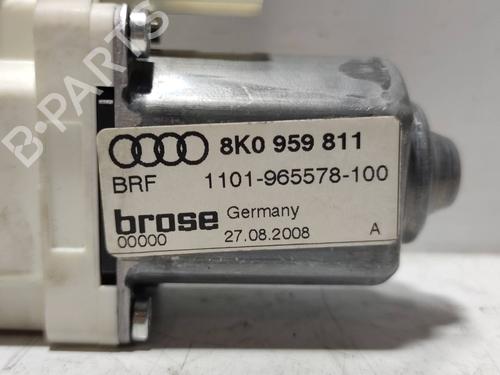 8K0 959 811
BRF 1101-965578-100
brose Germany
00000 27.08.2008 A
B-PARTS